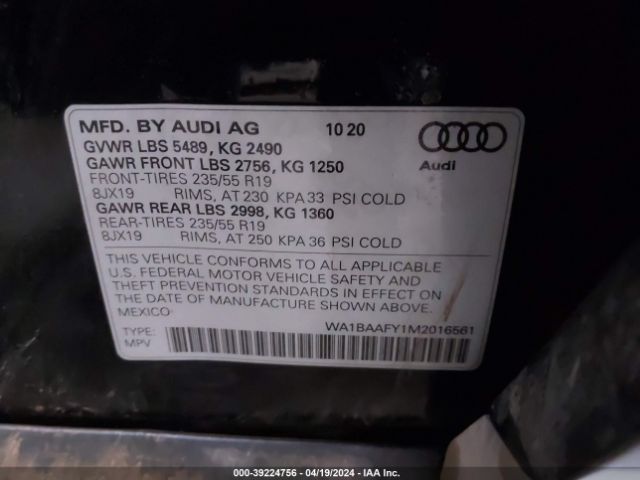 MFD. BY AUDI AG 10 20
GVWR LBS 5489, KG 2490
GAWR FRONT LBS 2756, KG 1250
FRONT-TIRES 235/55 R19
8JX19 RIMS, AT 230 KPA 33 PSI COLD
GAWR REAR LBS 2998, KG 1360
REAR-TIRES 235/55 R19
8JX19 RIMS, AT 250 KPA 36 PSI COLD
Audi
THIS VEHICLE CONFORMS TO ALL APPLICABLE
U.S. FEDERAL MOTOR VEHICLE SAFETY AND
THEFT PREVENTION STANDARDS IN EFFECT ON
THE DATE OF MANUFACTURE SHOWN ABOVE.
MEXICO
WA1BAAFY1M2016561
TYPE:
MPV
000-39224756 - 04/19/2024 - IAA Inc.